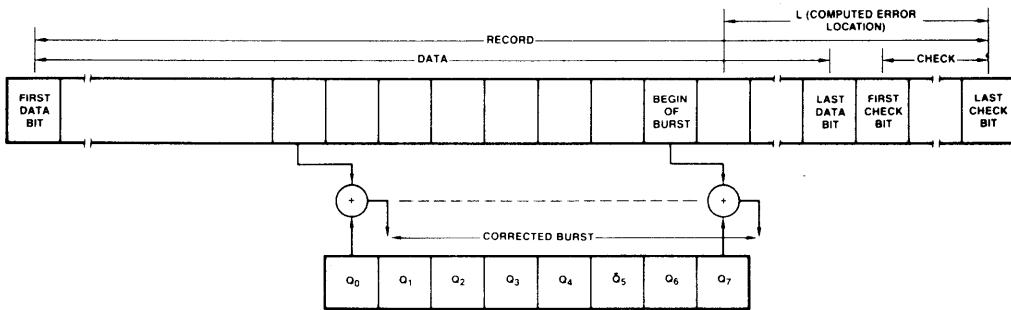 L (COMPUTED ERROR
LOCATION)
RECORD
DATA
CHECK
FIRST
DATA
BIT
BEGIN
OF
BURST
LAST
DATA
BIT
FIRST
CHECK
BIT
LAST
CHECK
BIT
+
+
CORRECTED BURST
Q0 Q1 Q2 Q3 Q4 Q5 Q6 Q7